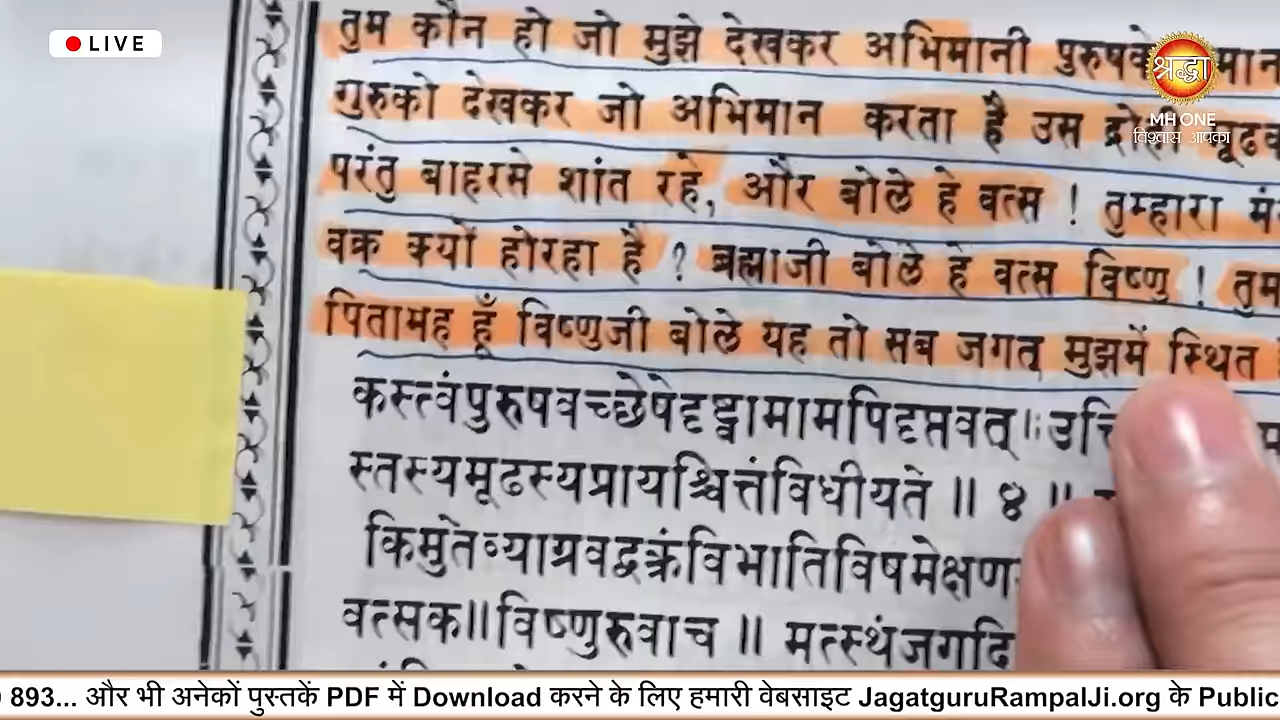 LIVE
श्रद्धा
MH ONE
विश्वास आपका
तुम कौन हो जो मुझे देखकर अभिमानी पुरुषके
गुरुको देखकर जो अभिमान करता है उस
परंतु बाहरसे शांत रहे, और बोले हे वत्स ! तुम्हारा
वक्र क्यों होरहा है ? ब्रह्माजी बोले हे वत्स विष्णु ! तुम
पितामह हूँ विष्णुजी बोले यह तो सब जगत् मुझमें स्थित
कस्त्वंपुरुषवच्छेषेदृष्ट्वामामपिदृप्तवत्॥
स्तस्यमूढस्यप्रायश्चित्तंविधीयते ॥ ४ ॥
किमुतेव्याग्रवद्वक्रंविभातिविषमेक्षण
वत्सक॥विष्णुरुवाच ॥ मत्स्थंजगदि
893... और भी अनेकों पुस्तकें PDF में Download करने के लिए हमारी वेबसाइट JagatguruRampalJi.org के Public